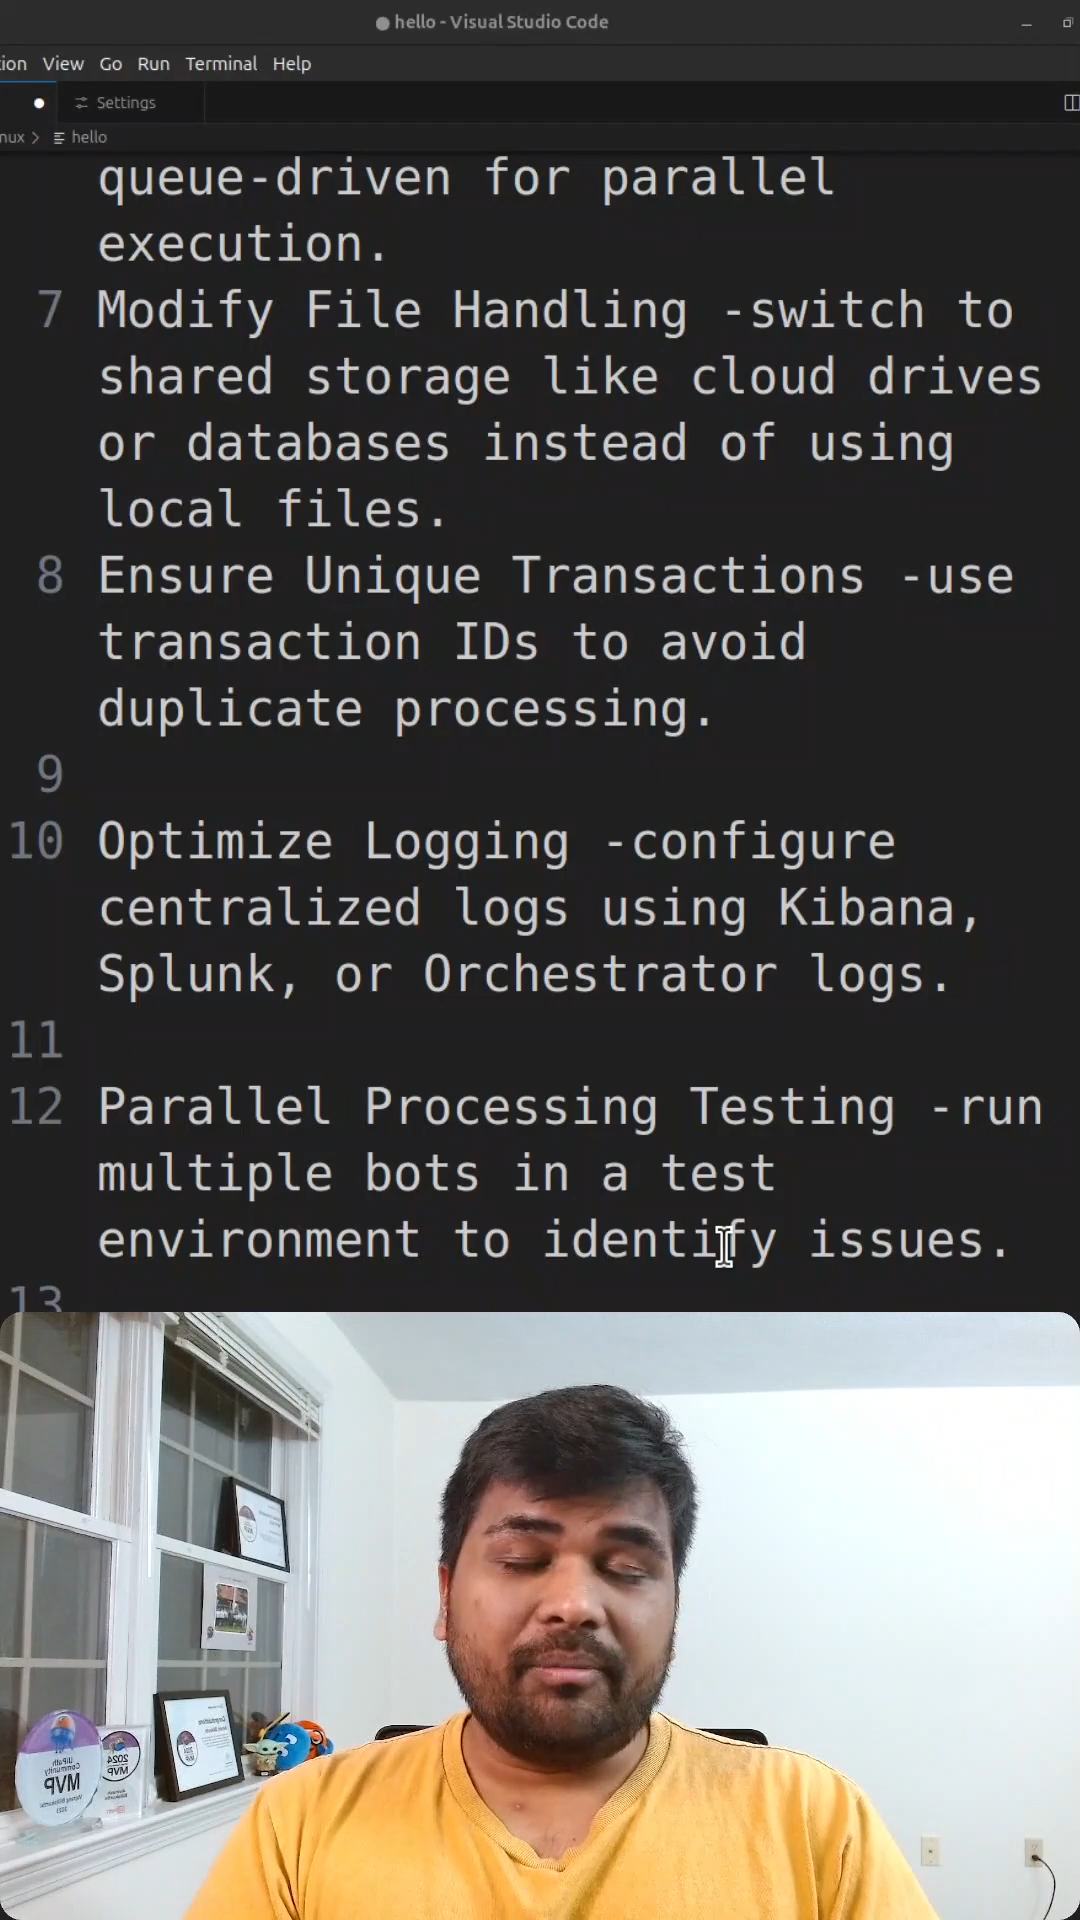 hello - Visual Studio Code
ion View Go Run Terminal Help
Settings
nux > hello
queue-driven for parallel
execution.
7 Modify File Handling -switch to
shared storage like cloud drives
or databases instead of using
local files.
8 Ensure Unique Transactions -use
transaction IDs to avoid
duplicate processing.
9
10 Optimize Logging -configure
centralized logs using Kibana,
Splunk, or Orchestrator logs.
11
12 Parallel Processing Testing -run
multiple bots in a test
environment to identify issues.
13
UiPath
Community
MVP
2024
MVP